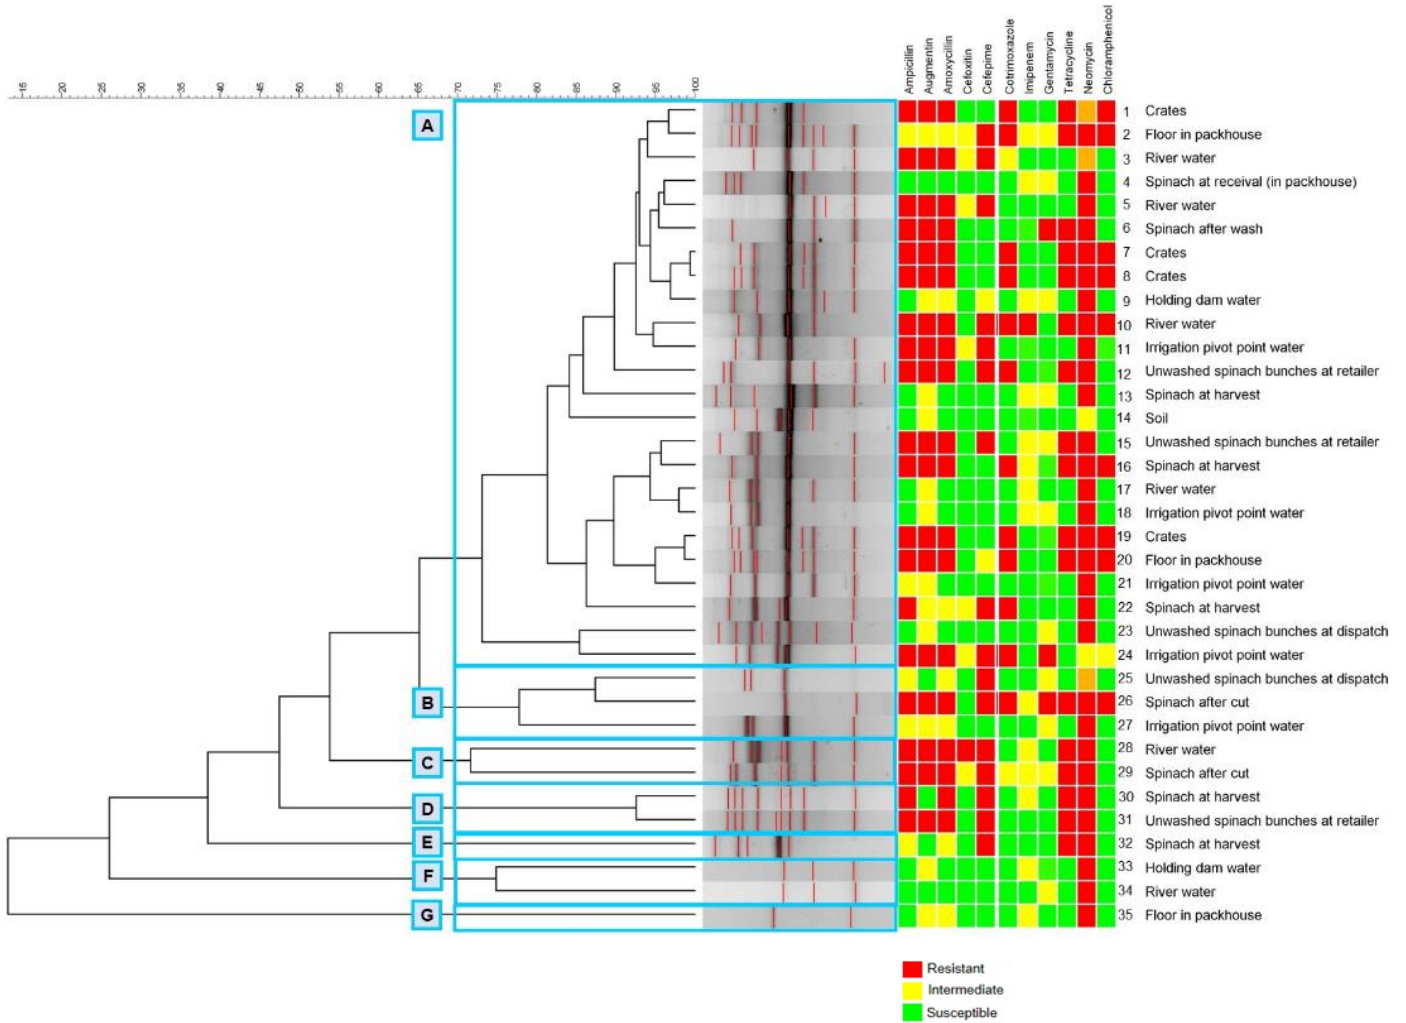 Ampicillin
Augmentin
Amoxycillin
Cefoxitin
Cefepime
Cotrimoxazole
Imipenem
Gentamycin
Tetracycline
Neomycin
Chloramphenicol
15 20 25 30 35 40 45 50 55 60 65 70 75 80 85 90 95 100
A
1 Crates
2 Floor in packhouse
3 River water
4 Spinach at receival (in packhouse)
5 River water
6 Spinach after wash
7 Crates
8 Crates
9 Holding dam water
10 River water
11 Irrigation pivot point water
12 Unwashed spinach bunches at retailer
13 Spinach at harvest
14 Soil
15 Unwashed spinach bunches at retailer
16 Spinach at harvest
17 River water
18 Irrigation pivot point water
19 Crates
20 Floor in packhouse
21 Irrigation pivot point water
22 Spinach at harvest
23 Unwashed spinach bunches at dispatch
24 Irrigation pivot point water
25 Unwashed spinach bunches at dispatch
B 26 Spinach after cut
27 Irrigation pivot point water
28 River water
C 29 Spinach after cut
30 Spinach at harvest
D 31 Unwashed spinach bunches at retailer
E 32 Spinach at harvest
33 Holding dam water
F 34 River water
G 35 Floor in packhouse
Resistant
Intermediate
Susceptible